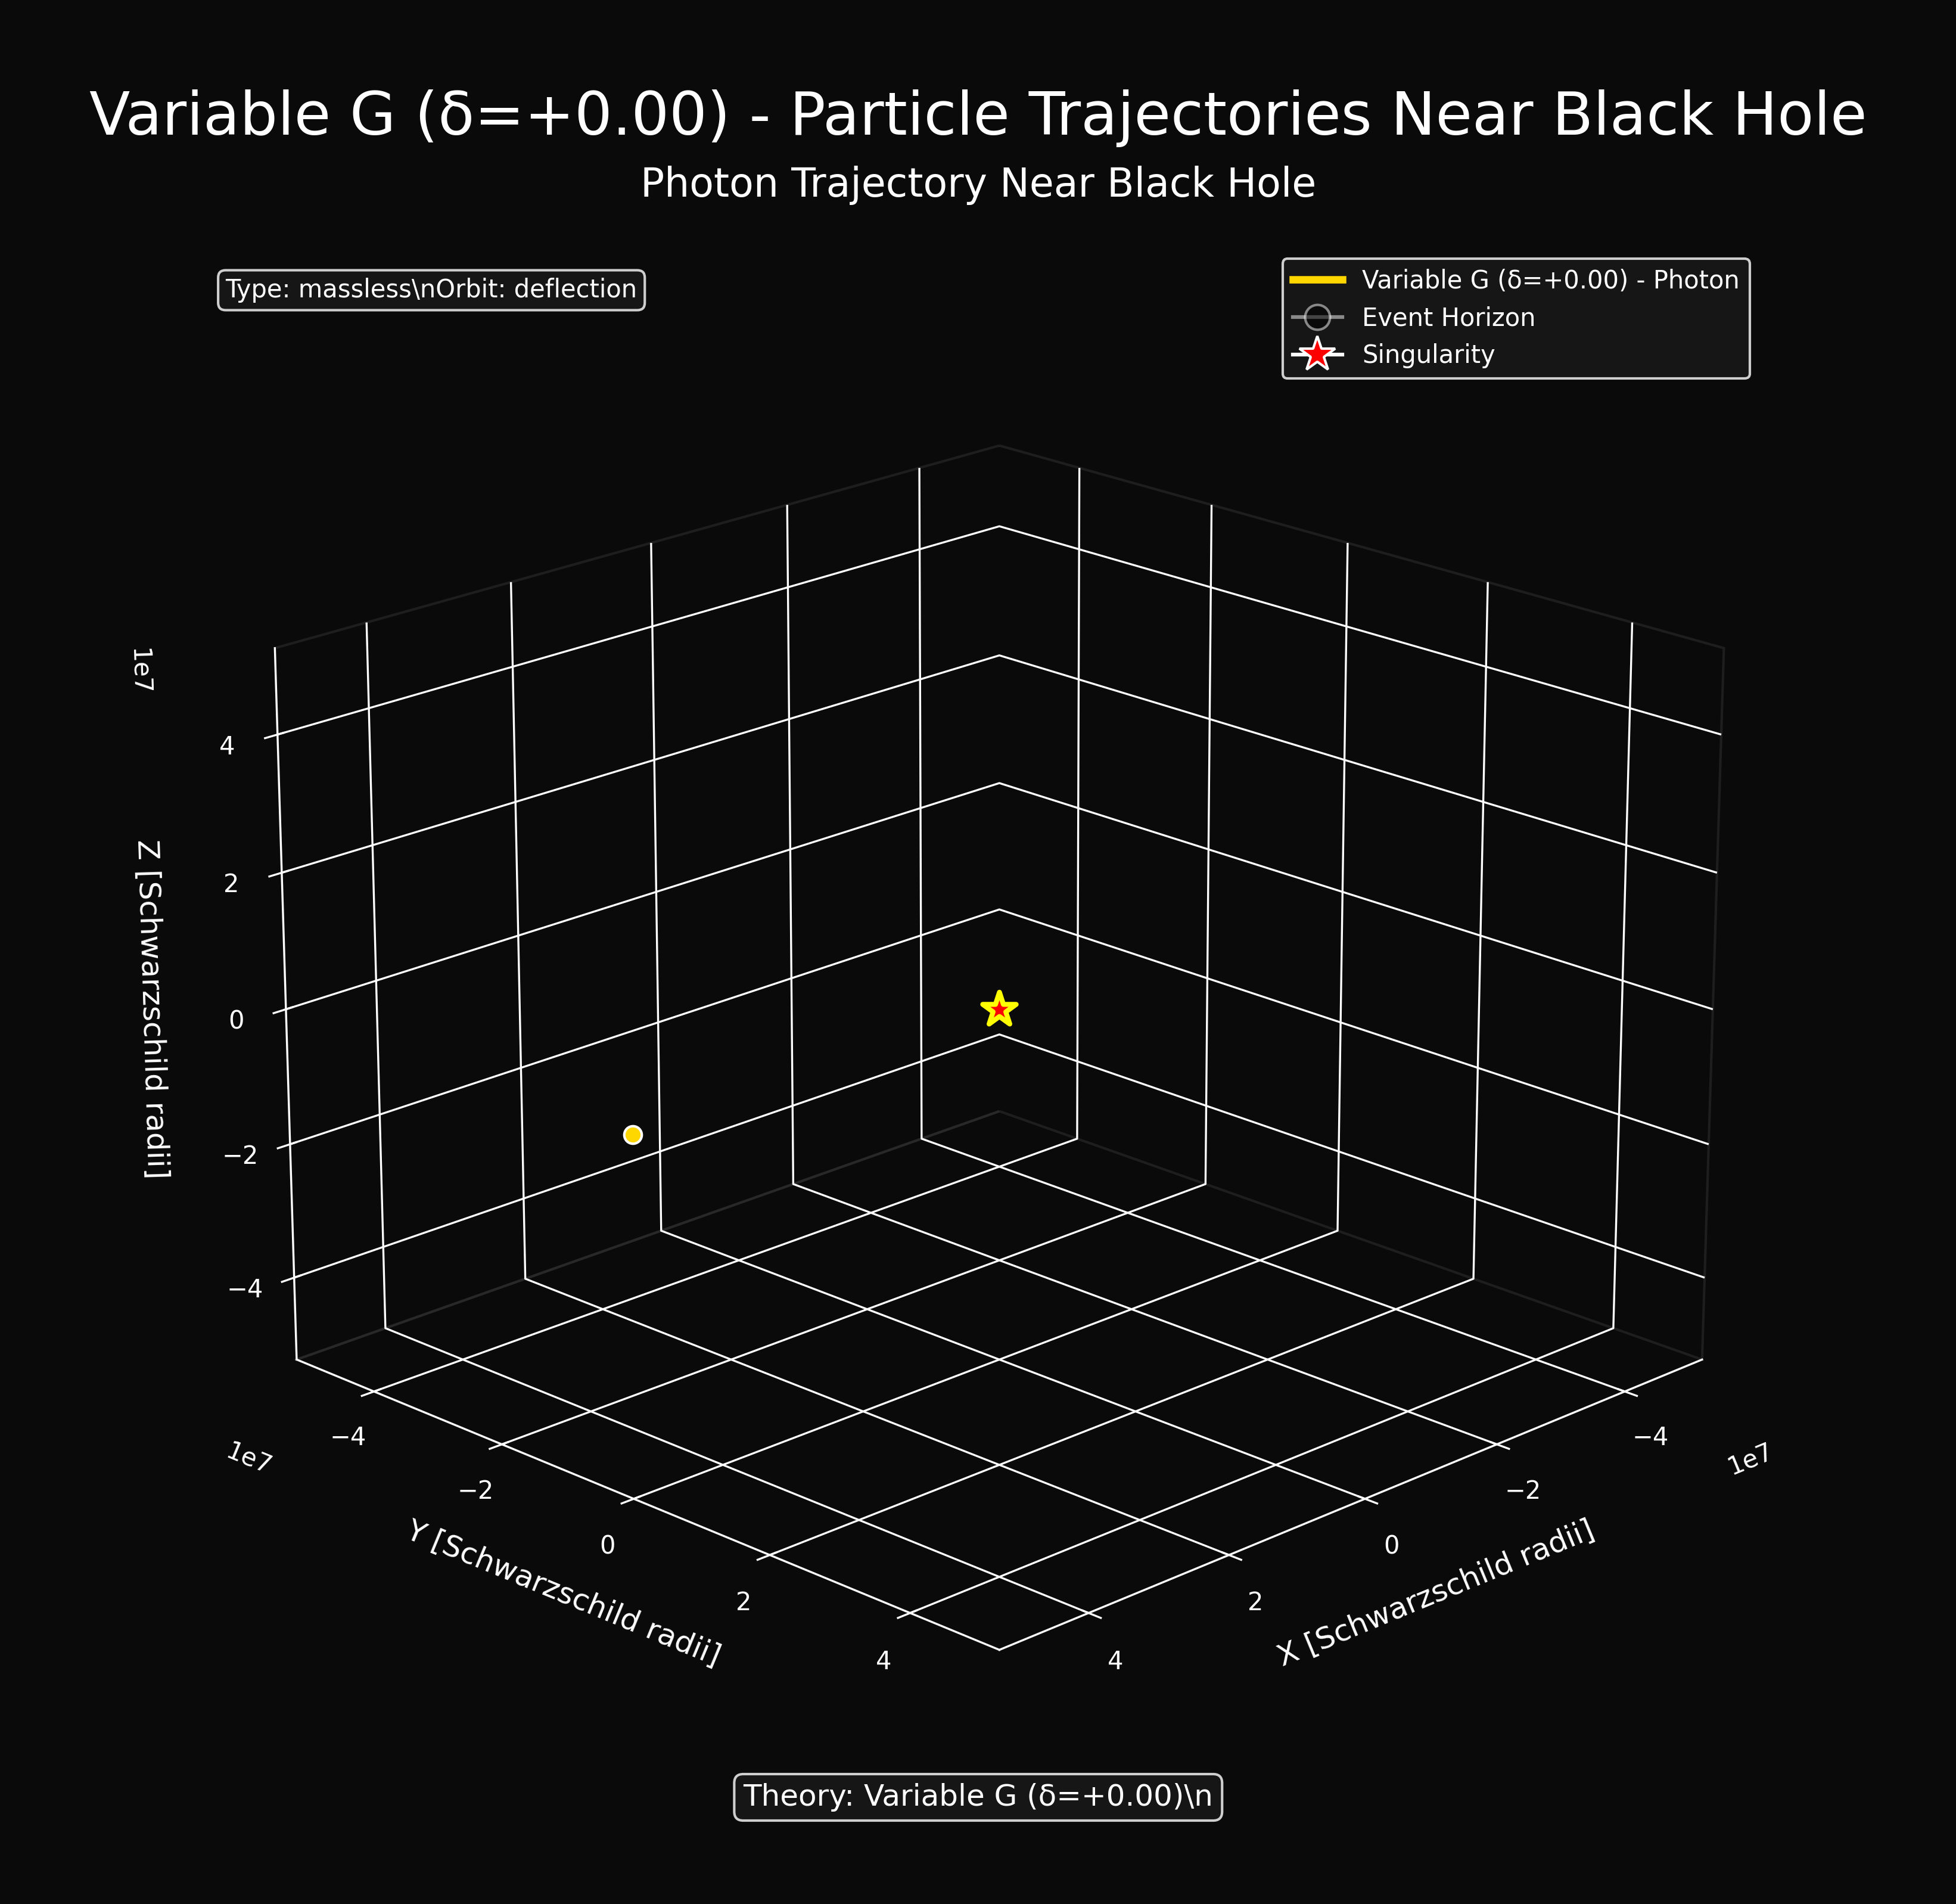 Variable G (δ=+0.00) - Particle Trajectories Near Black Hole
Photon Trajectory Near Black Hole
Type: massless\nOrbit: deflection
Variable G (δ=+0.00) - Photon
Event Horizon
Singularity
1e7
4
2
0
−2
−4
Z [Schwarzschild radii]
1e7
−4
−2
0
2
4
Y [Schwarzschild radii]
4
2
0
−2
−4
1e7
X [Schwarzschild radii]
Theory: Variable G (δ=+0.00)\n